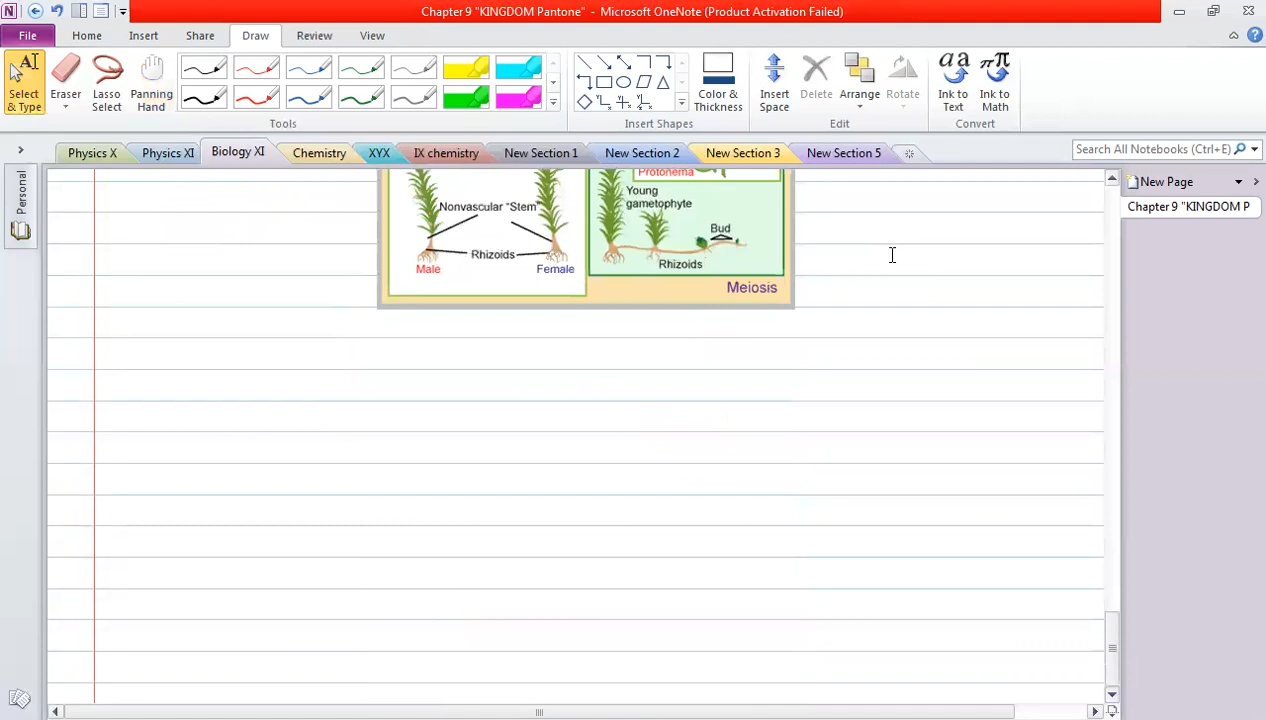 Chapter 9 "KINGDOM Pantone" - Microsoft OneNote (Product Activation Failed)
File Home Insert Share Draw Review View
Select & Type
Eraser
Lasso Select
Panning Hand
Color & Thickness
Insert Space
Delete
Arrange
Rotate
Ink to Text
Ink to Math
Tools Insert Shapes Edit Convert
Physics X Physics XI Biology XI Chemistry XYX IX chemistry New Section 1 New Section 2 New Section 3 New Section 5
Search All Notebooks (Ctrl+E)
Personal
New Page
Chapter 9 "KINGDOM P
Protonema
Young gametophyte
Nonvascular "Stem"
Bud
Rhizoids
Rhizoids
Male Female
Meiosis